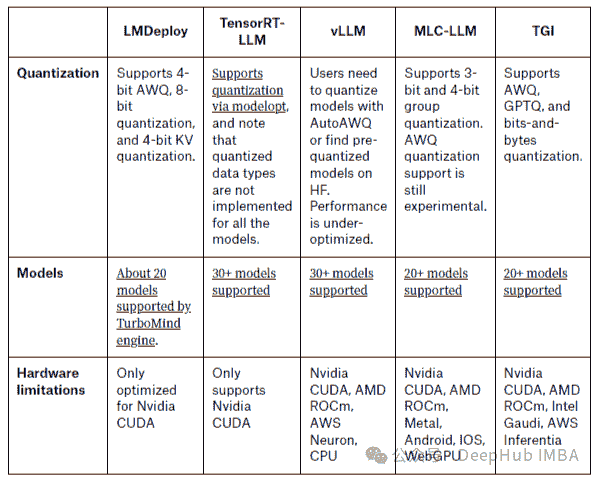 LMDeploy
TensorRT-
LLM
vLLM
MLC-LLM
TGI
Quantization
Supports 4-
bit AWQ, 8-
bit
quantization,
and 4-bit KV
quantization.
Supports
quantization
via modelopt,
and note
that
quantized
data types
are not
implemented
for all the
models.
Users need
to quantize
models with
AutoAWQ
or find pre-
quantized
models on
HF.
Performance
is under-
optimized.
Supports 3-
bit and 4-bit
group
quantization.
AWQ
quantization
support is
still
experimental.
Supports
AWQ,
GPTQ, and
bits-and-
bytes
quantization.
Models
About 20
models
supported by
TurboMind
engine.
30+ models
supported
30+ models
supported
20+ models
supported
20+ models
supported
Hardware
limitations
Only
optimized
for Nvidia
CUDA
Only
supports
Nvidia
CUDA
Nvidia
CUDA, AMD
ROCm,
AWS
Neuron,
CPU
Nvidia
CUDA, AMD
ROCm,
Metal,
Android, IOS,
WebGPU
Nvidia
CUDA, AMD
ROCm, Intel
Gaudi, AWS
Inferentia
公众号 · DeepHub IMBA